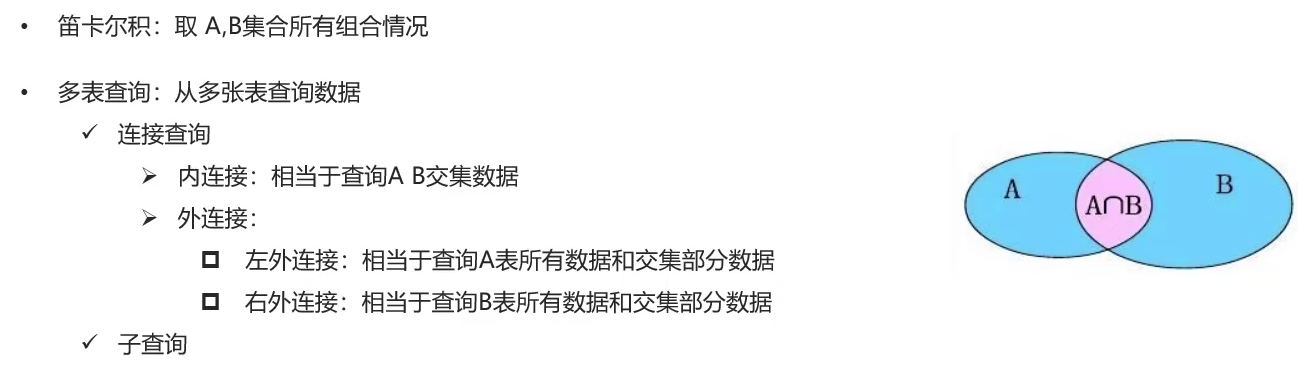 • 笛卡尔积：取 A,B集合所有组合情况
• 多表查询：从多张表查询数据
✓ 连接查询
➢ 内连接：相当于查询A B交集数据
➢ 外连接：
❑ 左外连接：相当于查询A表所有数据和交集部分数据
❑ 右外连接：相当于查询B表所有数据和交集部分数据
✓ 子查询
A
A∩B
B